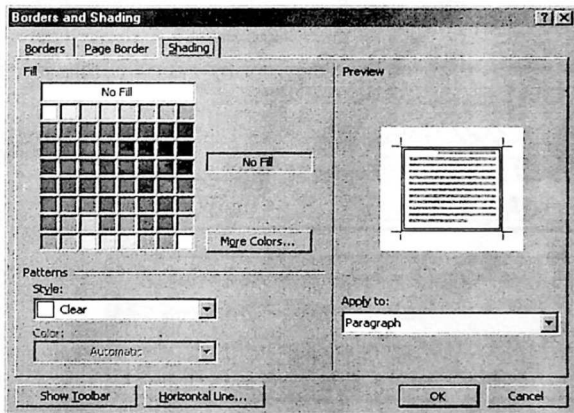 Borders and Shading
Borders Page Border Shading
Fill
No Fill
No Fill
More Colors...
Preview
Patterns
Style:
Clear
Color:
Automatic
Apply to:
Paragraph
Show Toolbar Horizontal Line... OK Cancel